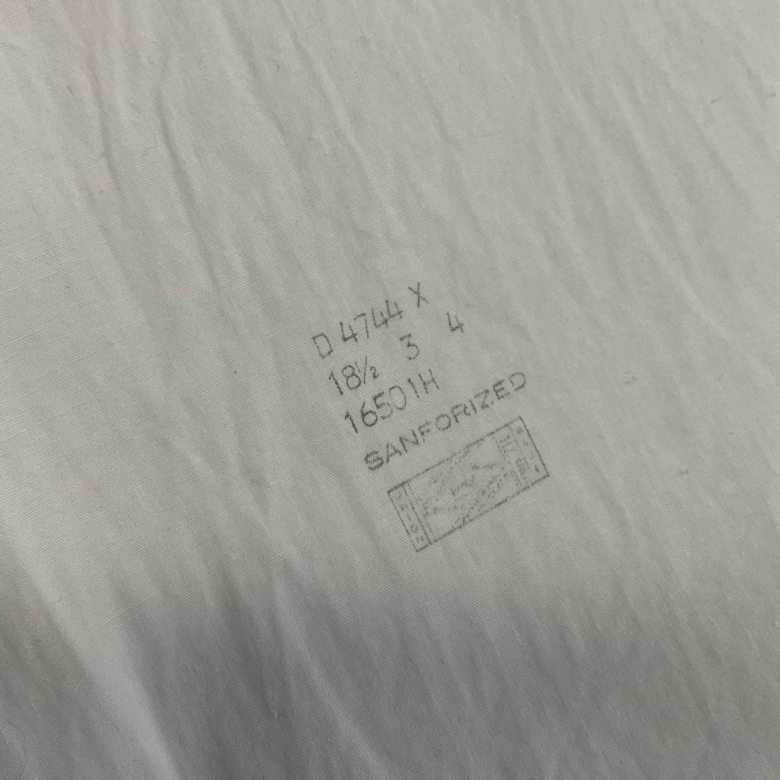 D 4744 X
18½ 3 4
16501H
SANFORIZED